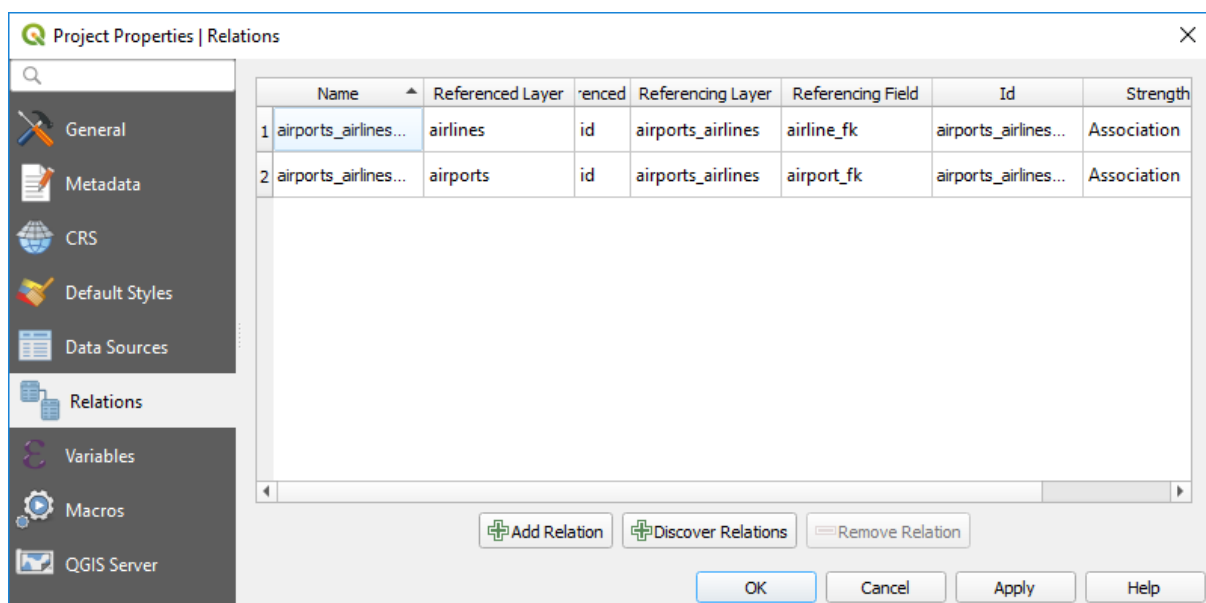 Project Properties | Relations
General
Metadata
CRS
Default Styles
Data Sources
Relations
Variables
Macros
QGIS Server
Name Referenced Layer renced Referencing Layer Referencing Field Id Strength
1 airports_airlines... airlines id airports_airlines airline_fk airports_airlines... Association
2 airports_airlines... airports id airports_airlines airport_fk airports_airlines... Association
Add Relation Discover Relations Remove Relation
OK Cancel Apply Help